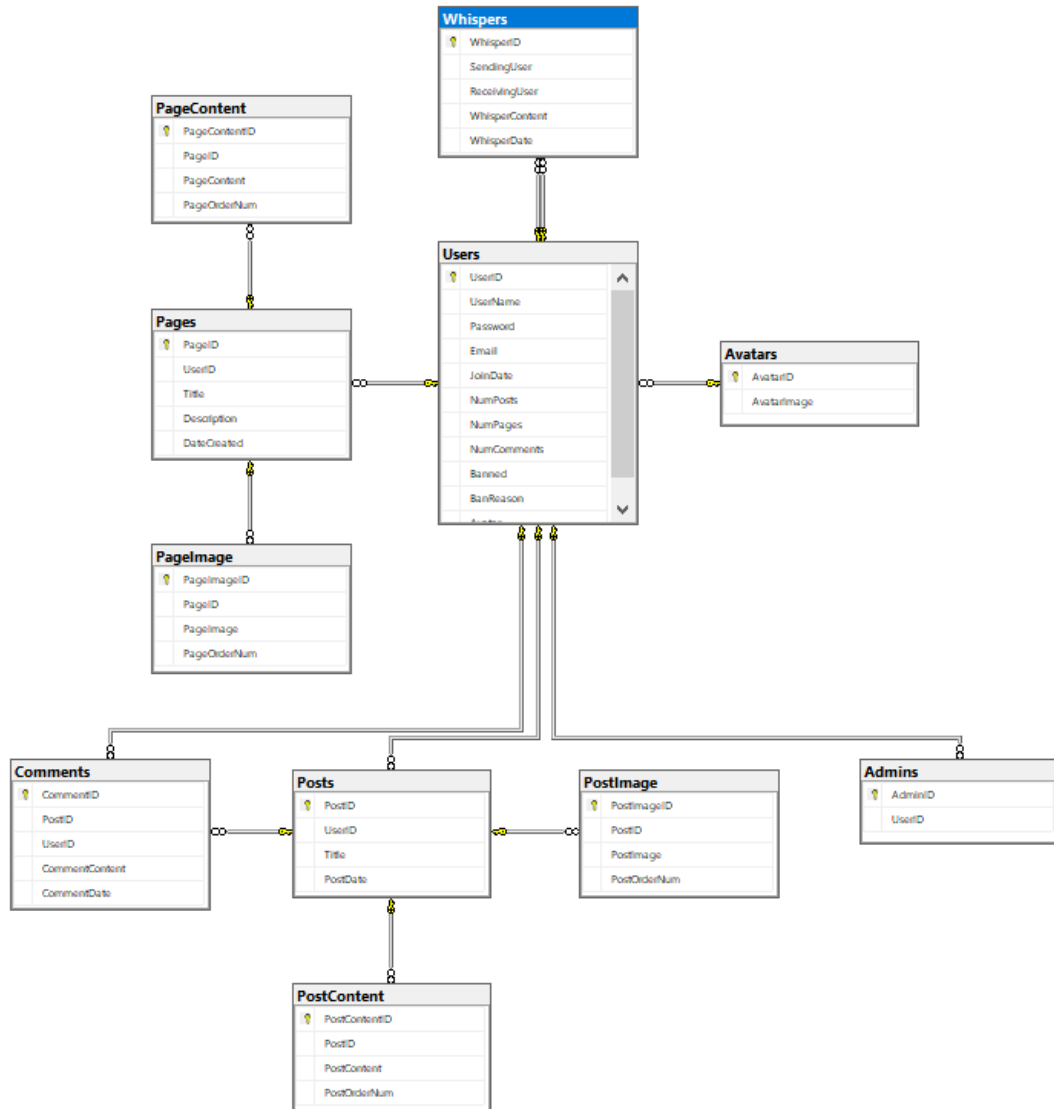 Whispers
WhisperID
SendingUser
ReceivingUser
WhisperContent
WhisperDate
PageContent
PageContentID
PageID
PageContent
PageOrderNum
Users
UserID
UserName
Password
Email
JoinDate
NumPosts
NumPages
NumComments
Banned
BanReason
Pages
PageID
UserID
Title
Description
DateCreated
Avatars
AvatarID
AvatarImage
PageImage
PageImageID
PageID
PageImage
PageOrderNum
Comments
CommentID
PostID
UserID
CommentContent
CommentDate
Posts
PostID
UserID
Title
PostDate
PostImage
PostImageID
PostID
PostImage
PostOrderNum
Admins
AdminID
UserID
PostContent
PostContentID
PostID
PostContent
PostOrderNum